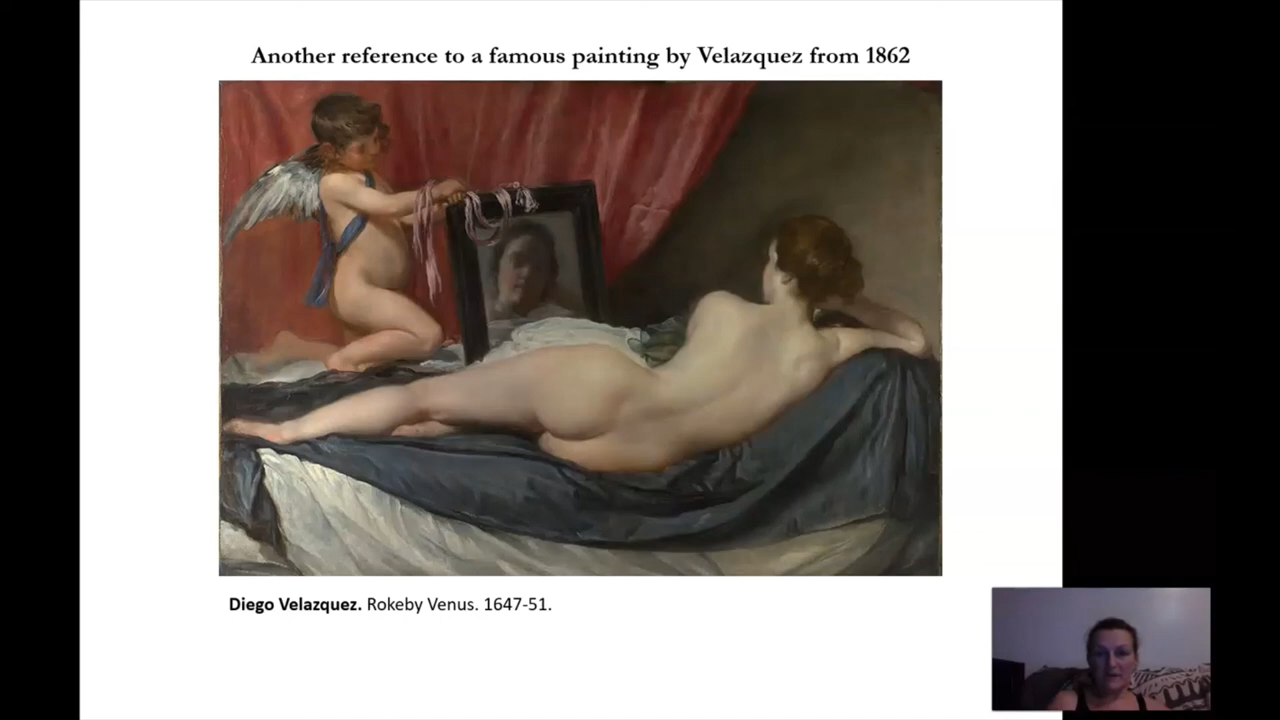 Another reference to a famous painting by Velazquez from 1862
Diego Velazquez. Rokeby Venus. 1647-51.